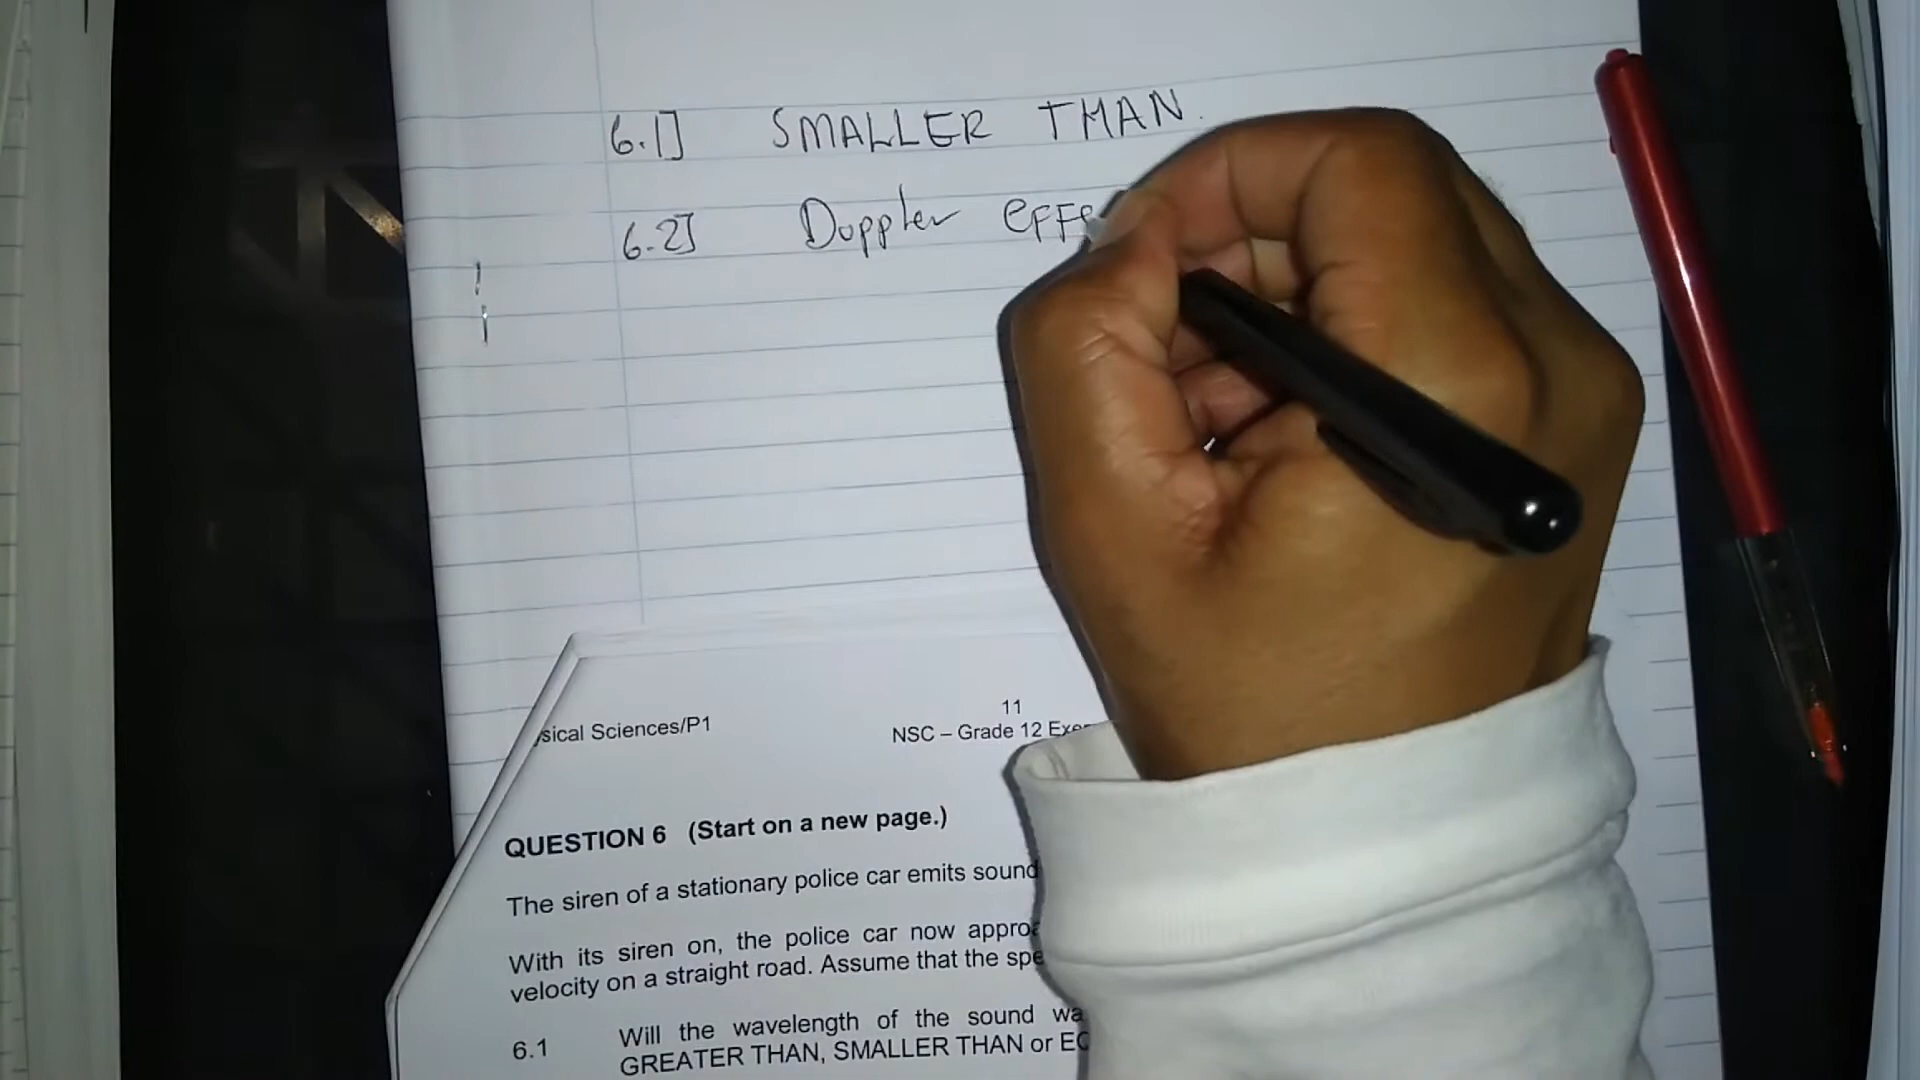 6.1] SMALLER THAN.
6.2] Doppler effe
sical Sciences/P1
11
NSC – Grade 12
QUESTION 6 (Start on a new page.)
The siren of a stationary police car emits sound
With its siren on, the police car now
velocity on a straight road. Assume that the
6.1 Will the wavelength of the sound
GREATER THAN, SMALLER THAN or